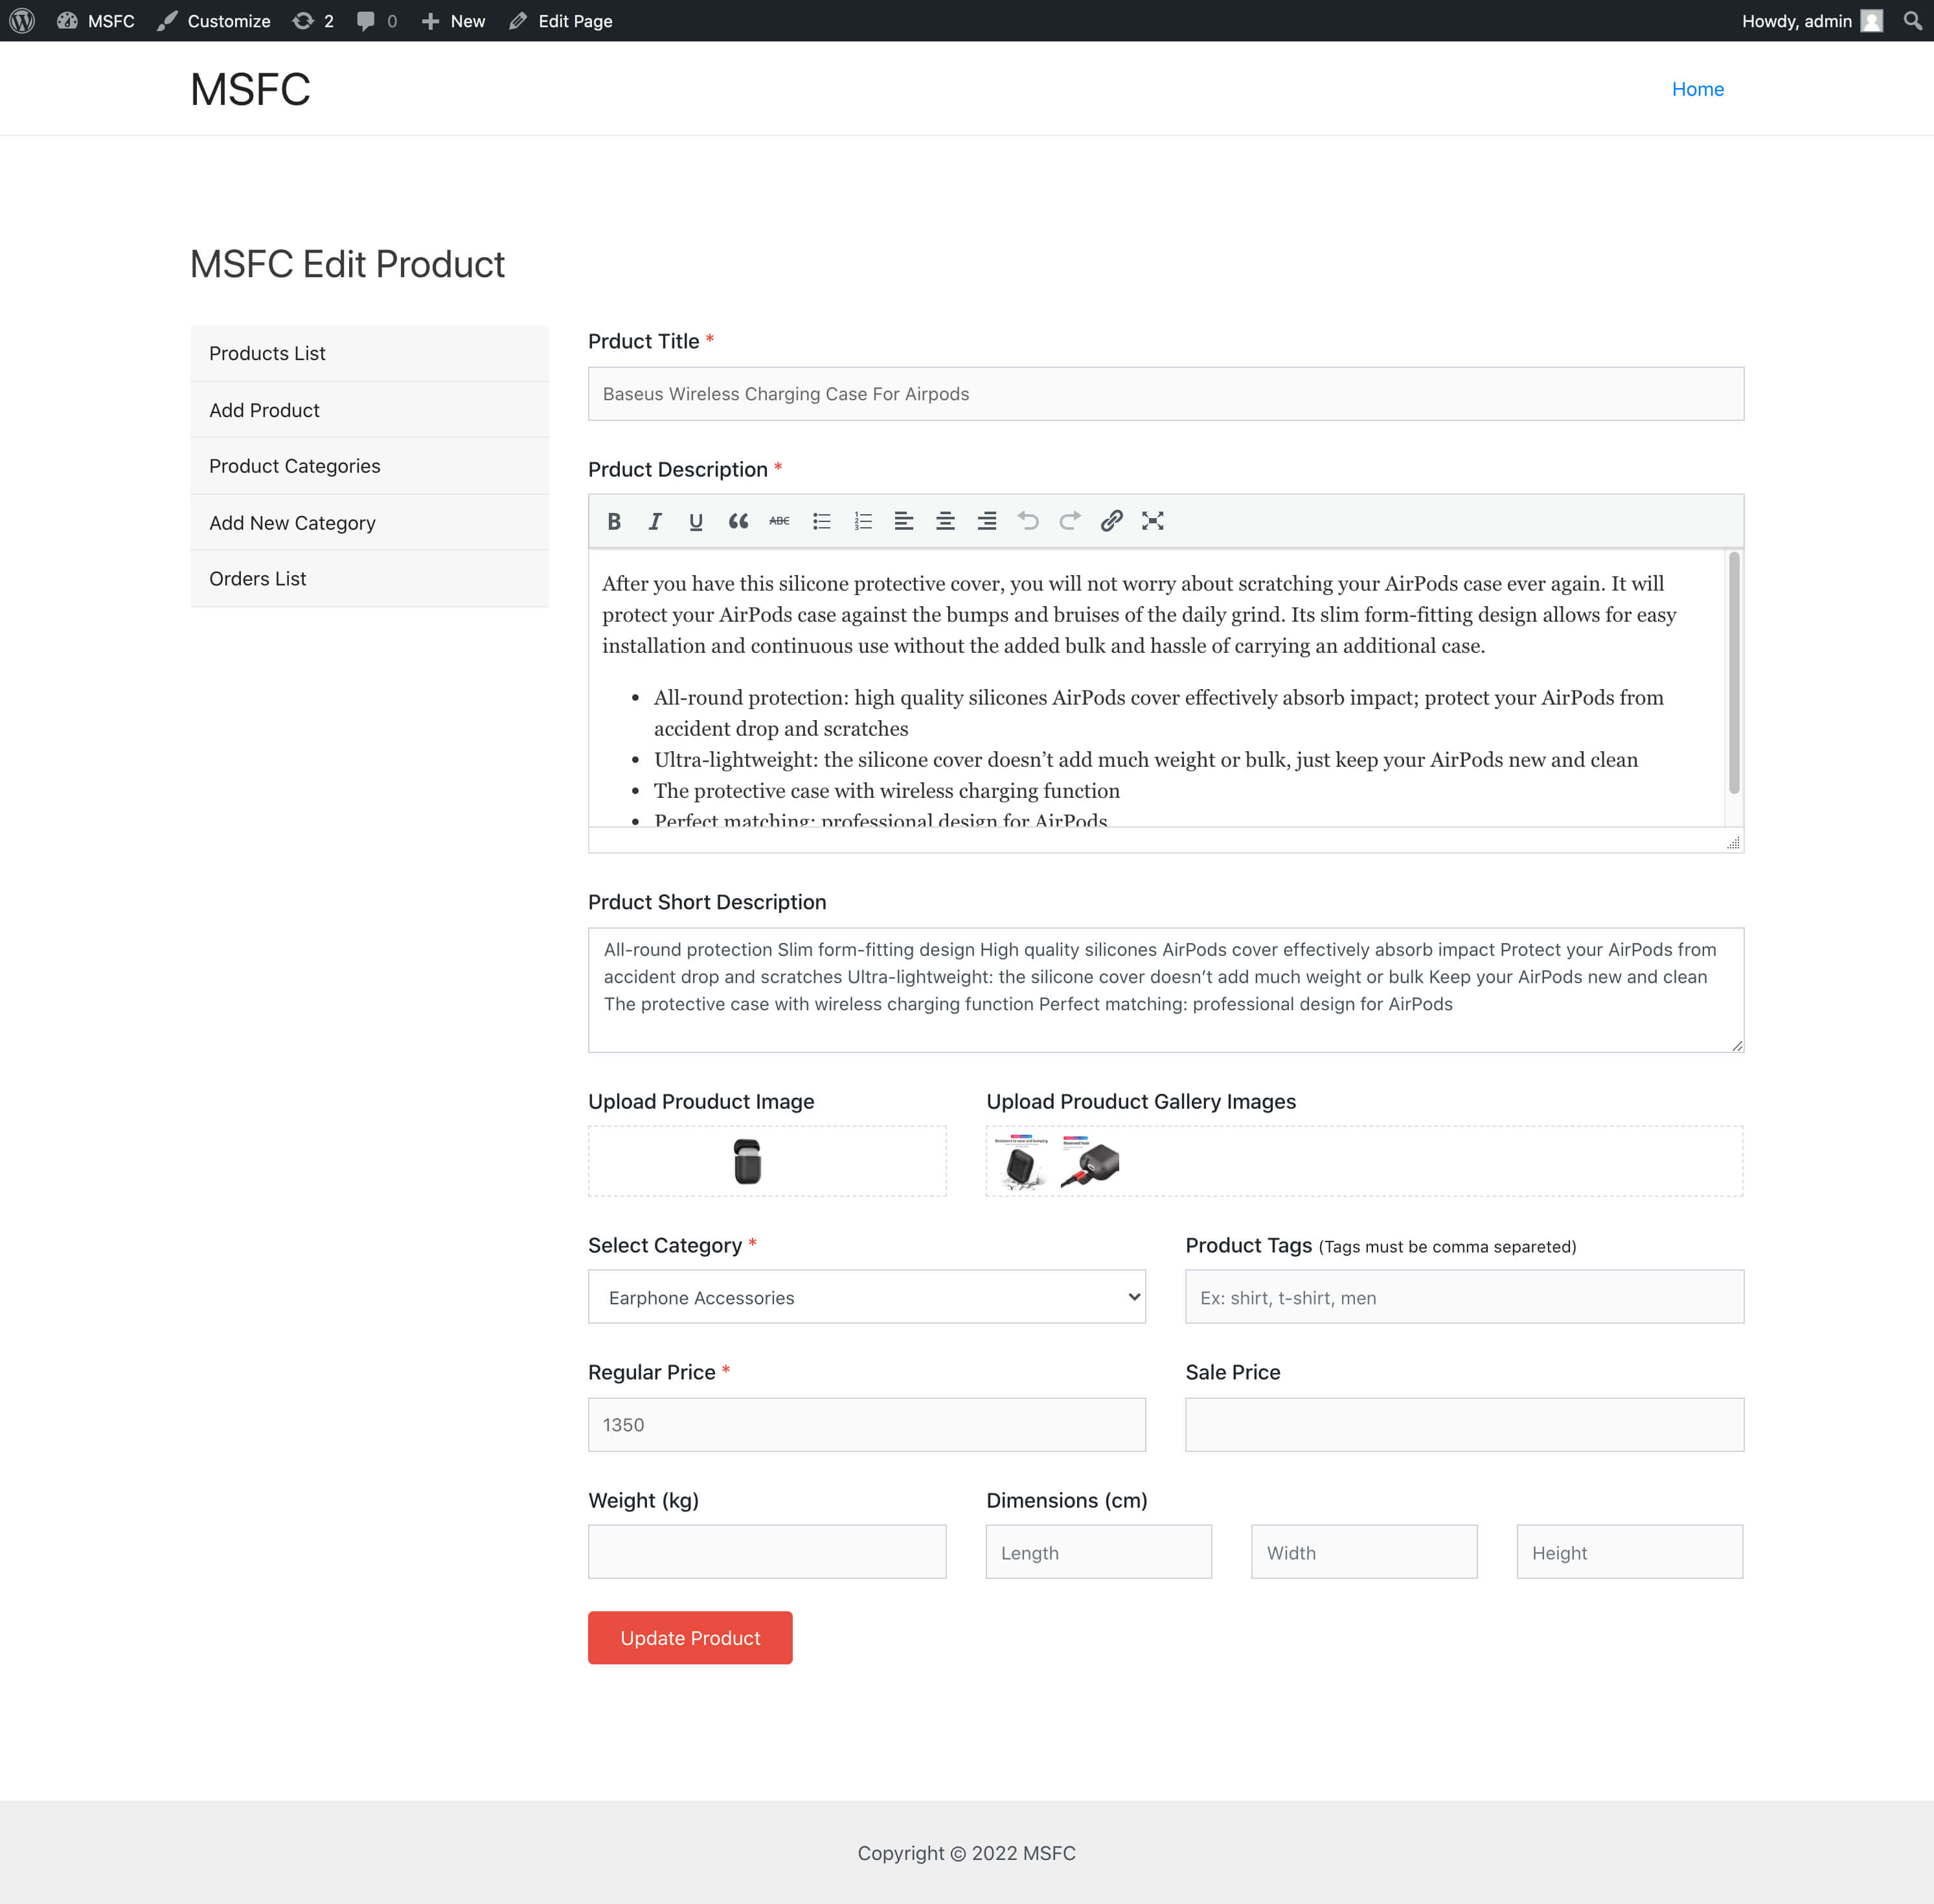 MSFC Customize 2 0 + New Edit Page Howdy, admin
MSFC Home
MSFC Edit Product
Products List
Add Product
Product Categories
Add New Category
Orders List
Prduct Title *
Baseus Wireless Charging Case For Airpods
Prduct Description *
After you have this silicone protective cover, you will not worry about scratching your AirPods case ever again. It will
protect your AirPods case against the bumps and bruises of the daily grind. Its slim form-fitting design allows for easy
installation and continuous use without the added bulk and hassle of carrying an additional case.
• All-round protection: high quality silicones AirPods cover effectively absorb impact; protect your AirPods from
accident drop and scratches
• Ultra-lightweight: the silicone cover doesn’t add much weight or bulk, just keep your AirPods new and clean
• The protective case with wireless charging function
• Perfect matching: professional design for AirPods
Prduct Short Description
All-round protection Slim form-fitting design High quality silicones AirPods cover effectively absorb impact Protect your AirPods from
accident drop and scratches Ultra-lightweight: the silicone cover doesn’t add much weight or bulk Keep your AirPods new and clean
The protective case with wireless charging function Perfect matching: professional design for AirPods
Upload Prouduct Image Upload Prouduct Gallery Images
Select Category * Product Tags (Tags must be comma separeted)
Earphone Accessories Ex: shirt, t-shirt, men
Regular Price * Sale Price
1350
Weight (kg) Dimensions (cm)
Length Width Height
Update Product
Copyright © 2022 MSFC